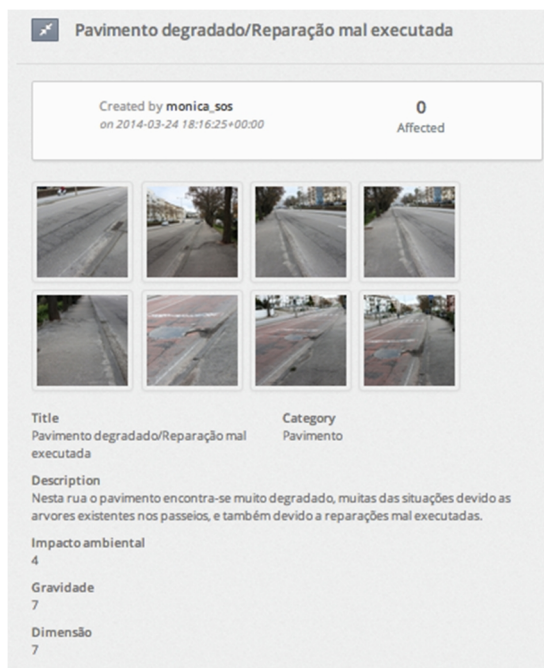 Pavimento degradado/Reparação mal executada
Created by monica_sos
on 2014-03-24 18:16:25+00:00
0
Affected
Title
Pavimento degradado/Reparação mal
executada
Category
Pavimento
Description
Nesta rua o pavimento encontra-se muito degradado, muitas das situações devido as
arvores existentes nos passeios, e também devido a reparações mal executadas.
Impacto ambiental
4
Gravidade
7
Dimensão
7